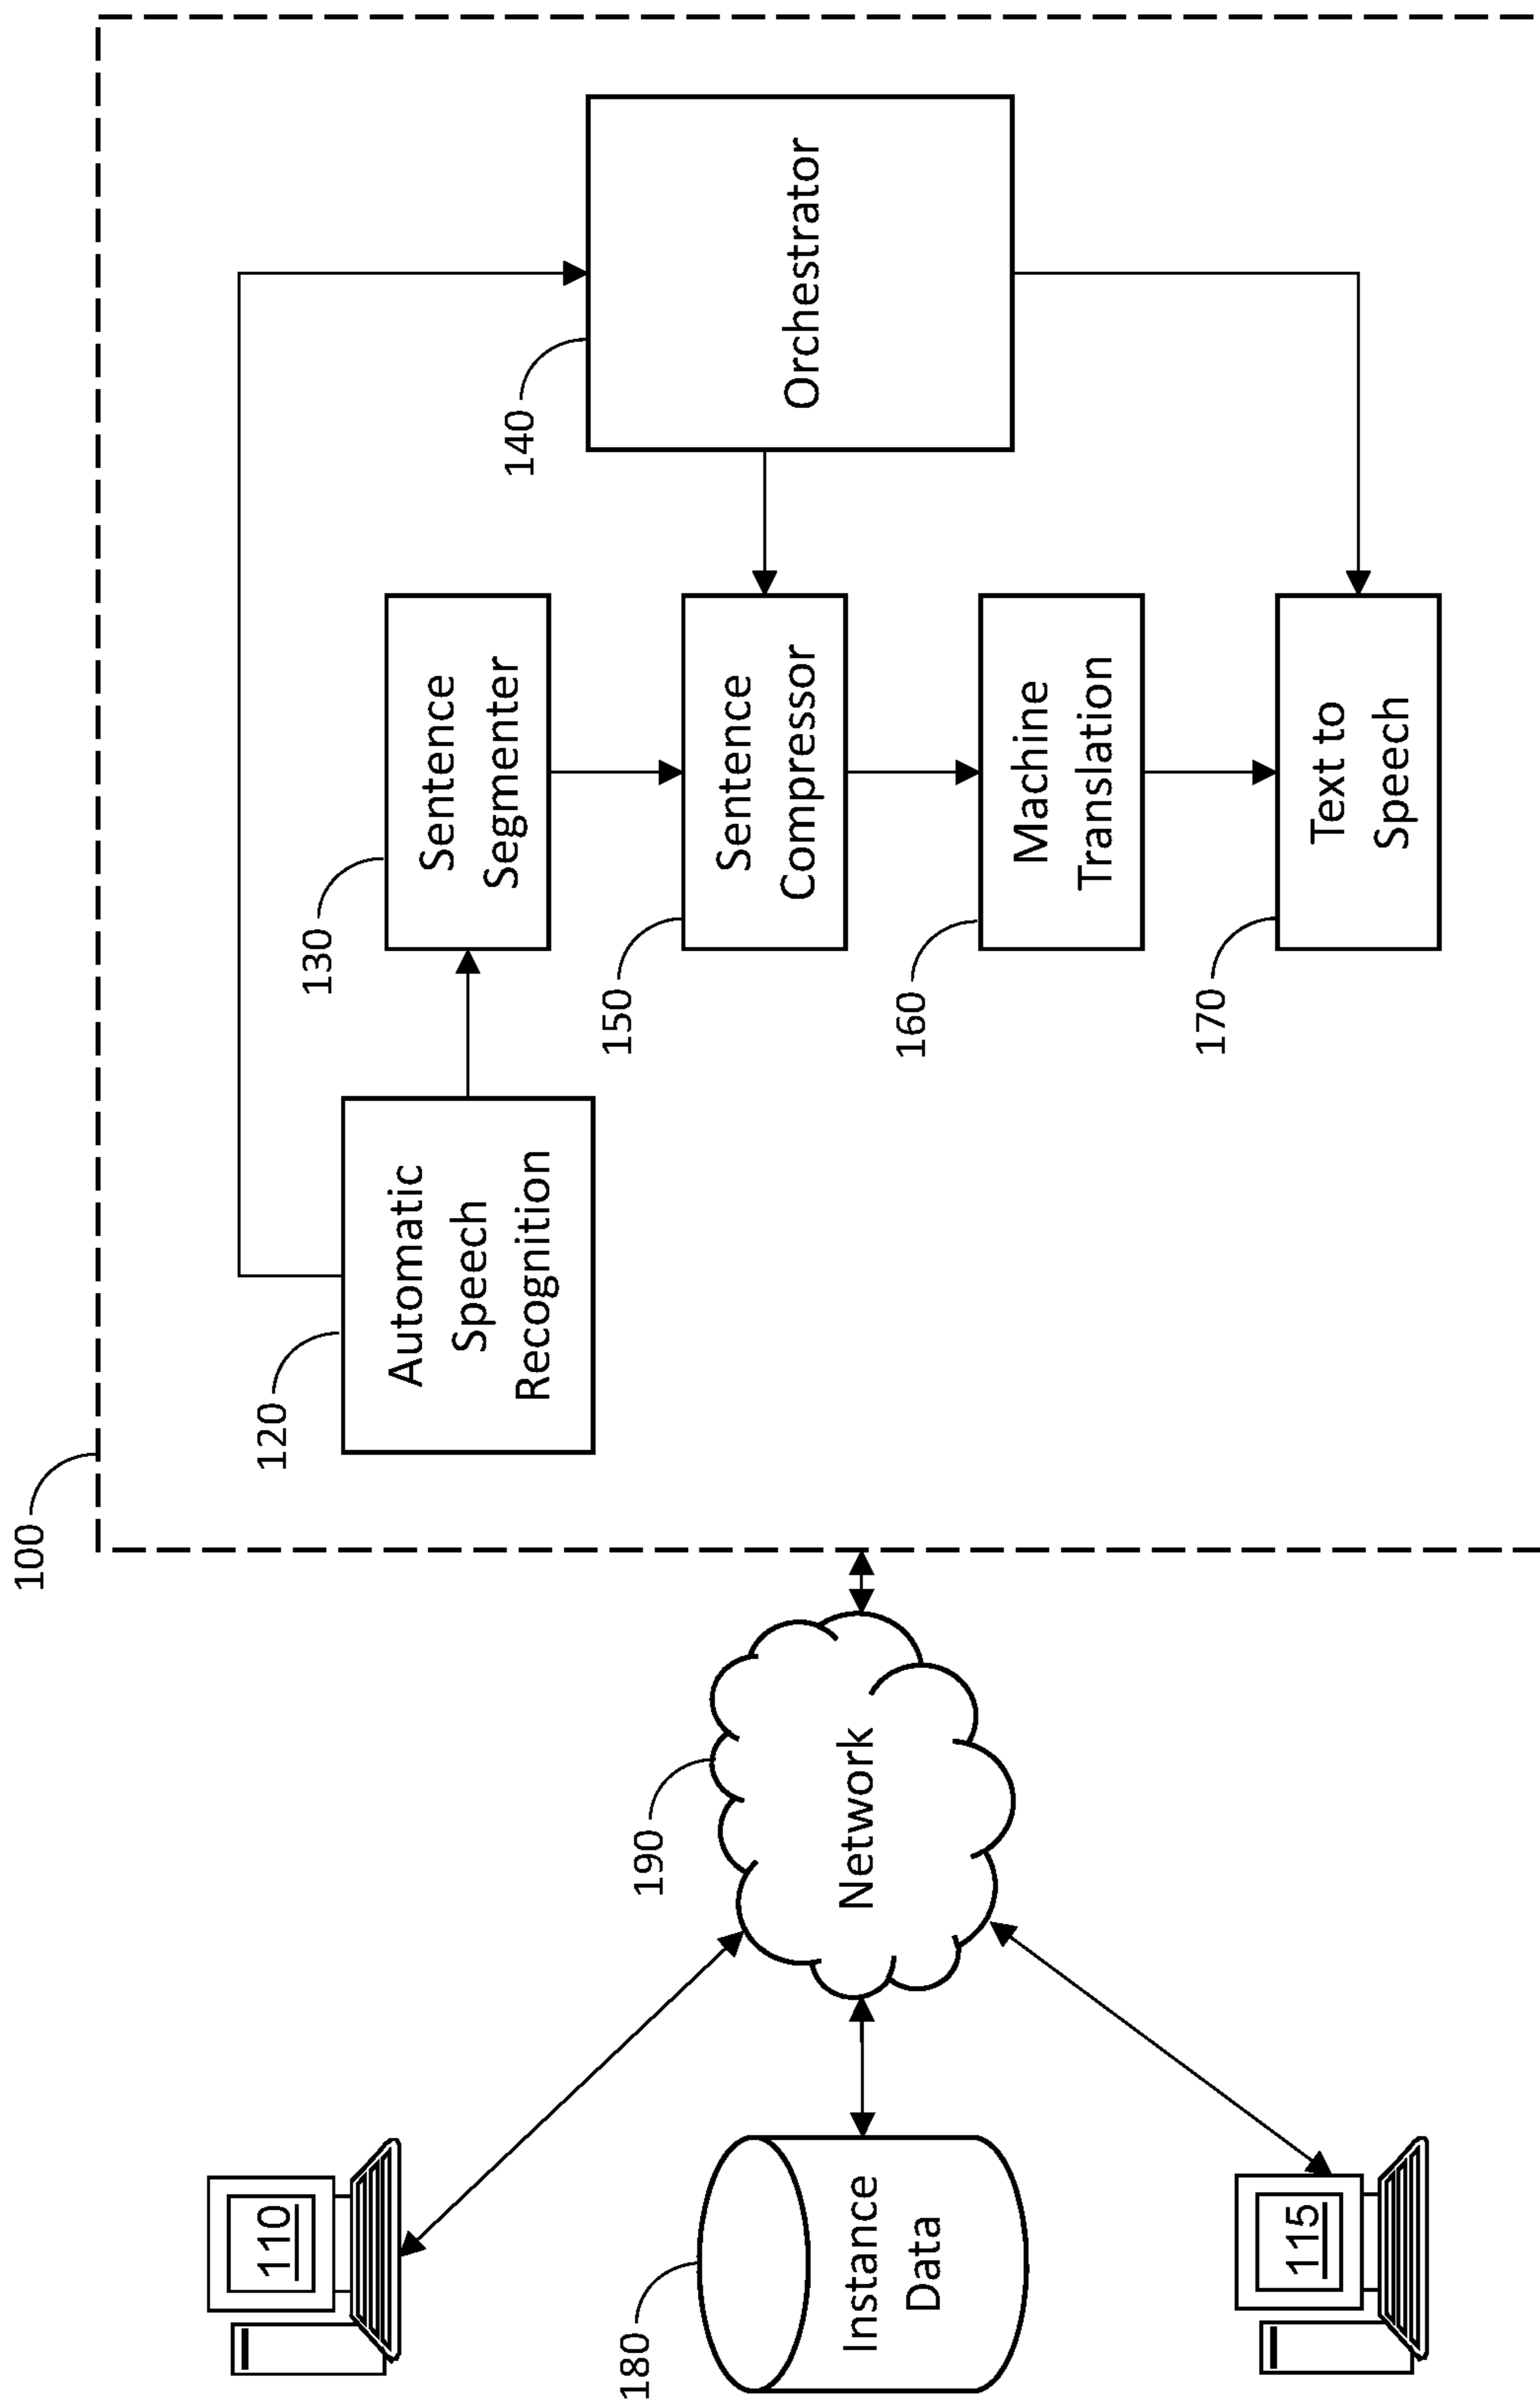 100
120
Automatic
Speech
Recognition
130
Sentence
Segmenter
140
Orchestrator
150
Sentence
Compressor
160
Machine
Translation
170
Text to
Speech
110
190
Network
180
Instance
Data
115